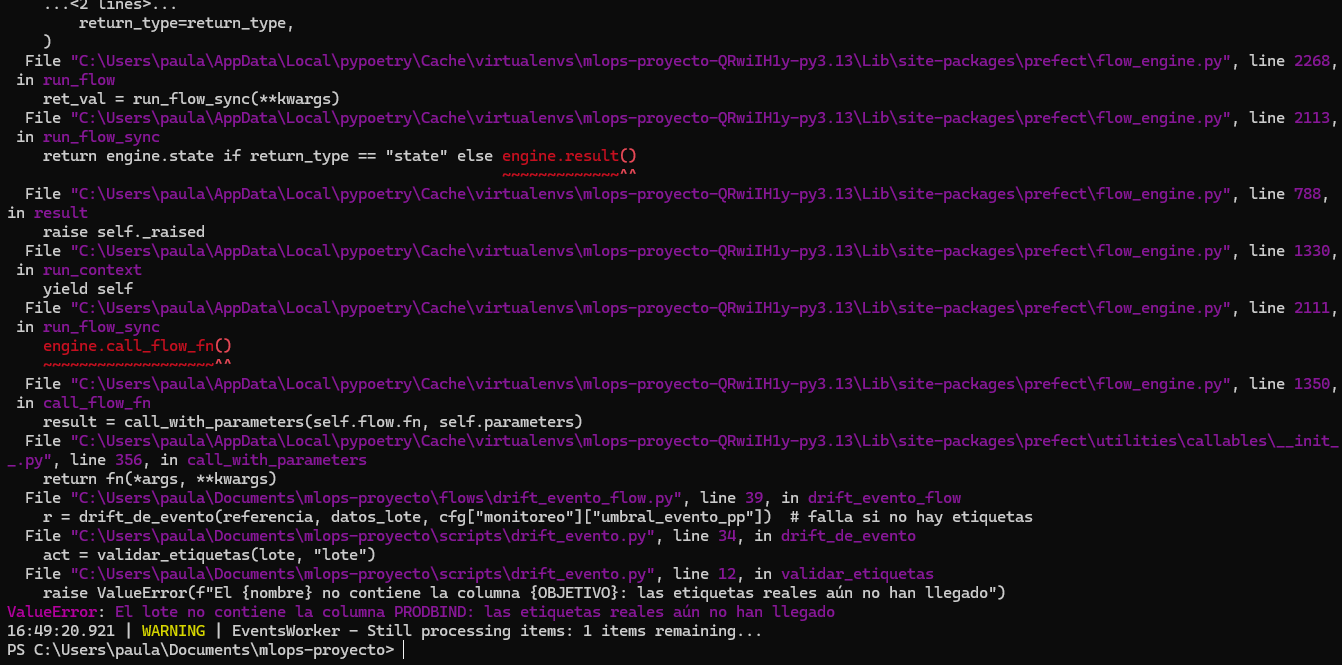 ...<2 lines>...
return_type=return_type,
)
File "C:\Users\paula\AppData\Local\pypoetry\Cache\virtualenvs\mlops-proyecto-QRwiIH1y-py3.13\Lib\site-packages\prefect\flow_engine.py", line 2268,
in run_flow
ret_val = run_flow_sync(**kwargs)
File "C:\Users\paula\AppData\Local\pypoetry\Cache\virtualenvs\mlops-proyecto-QRwiIH1y-py3.13\Lib\site-packages\prefect\flow_engine.py", line 2113,
in run_flow_sync
return engine.state if return_type == "state" else engine.result()
~~~~~~~~~~~~~^^
File "C:\Users\paula\AppData\Local\pypoetry\Cache\virtualenvs\mlops-proyecto-QRwiIH1y-py3.13\Lib\site-packages\prefect\flow_engine.py", line 788,
in result
raise self._raised
File "C:\Users\paula\AppData\Local\pypoetry\Cache\virtualenvs\mlops-proyecto-QRwiIH1y-py3.13\Lib\site-packages\prefect\flow_engine.py", line 1330,
in run_context
yield self
File "C:\Users\paula\AppData\Local\pypoetry\Cache\virtualenvs\mlops-proyecto-QRwiIH1y-py3.13\Lib\site-packages\prefect\flow_engine.py", line 2111,
in run_flow_sync
engine.call_flow_fn()
~~~~~~~~~~~~~~~~~~~^^
File "C:\Users\paula\AppData\Local\pypoetry\Cache\virtualenvs\mlops-proyecto-QRwiIH1y-py3.13\Lib\site-packages\prefect\flow_engine.py", line 1350,
in call_flow_fn
result = call_with_parameters(self.flow.fn, self.parameters)
File "C:\Users\paula\AppData\Local\pypoetry\Cache\virtualenvs\mlops-proyecto-QRwiIH1y-py3.13\Lib\site-packages\prefect\utilities\callables\__init_
_.py", line 356, in call_with_parameters
return fn(*args, **kwargs)
File "C:\Users\paula\Documents\mlops-proyecto\flows\drift_evento_flow.py", line 39, in drift_evento_flow
r = drift_de_evento(referencia, datos_lote, cfg["monitoreo"]["umbral_evento_pp"])  # falla si no hay etiquetas
File "C:\Users\paula\Documents\mlops-proyecto\scripts\drift_evento.py", line 34, in drift_de_evento
act = validar_etiquetas(lote, "lote")
File "C:\Users\paula\Documents\mlops-proyecto\scripts\drift_evento.py", line 12, in validar_etiquetas
raise ValueError(f"El {nombre} no contiene la columna {OBJETIVO}: las etiquetas reales aún no han llegado")
ValueError: El lote no contiene la columna PRODBIND: las etiquetas reales aún no han llegado
16:49:20.921 | WARNING | EventsWorker - Still processing items: 1 items remaining...
PS C:\Users\paula\Documents\mlops-proyecto>